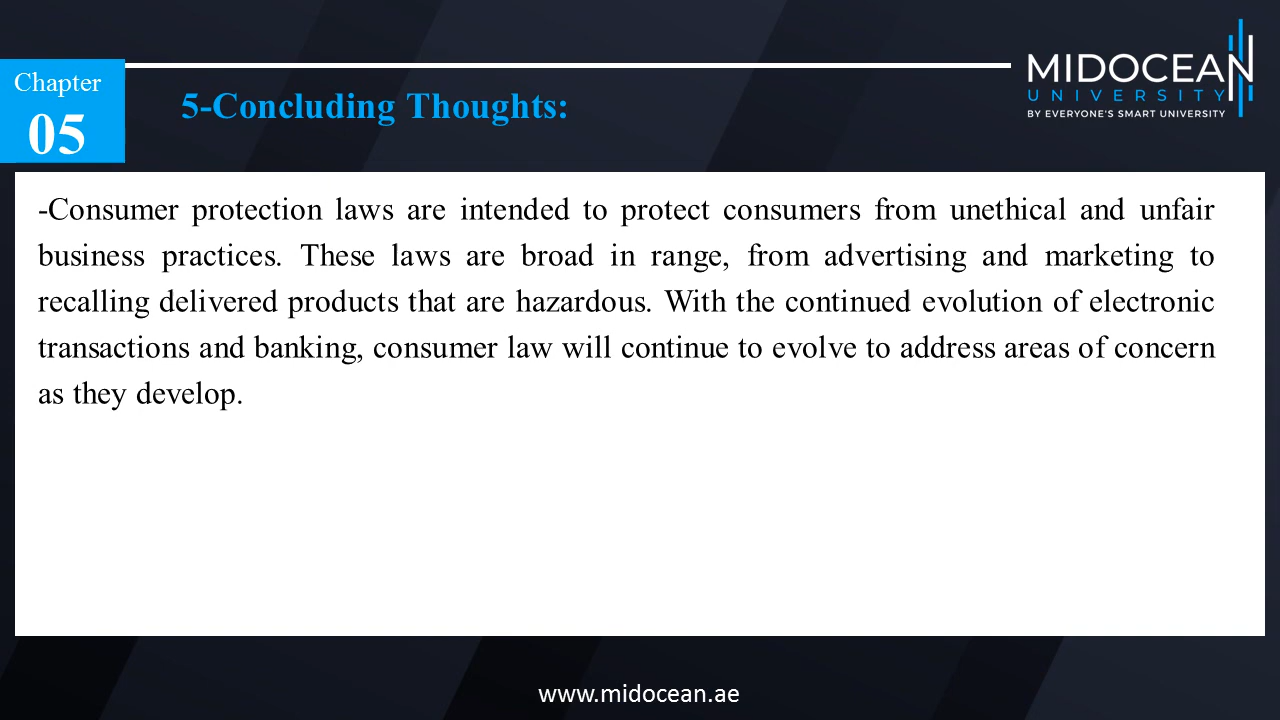 Chapter
05
5-Concluding Thoughts:
MIDOCEAN
UNIVERSITY
BY EVERYONE'S SMART UNIVERSITY
-Consumer protection laws are intended to protect consumers from unethical and unfair
business practices. These laws are broad in range, from advertising and marketing to
recalling delivered products that are hazardous. With the continued evolution of electronic
transactions and banking, consumer law will continue to evolve to address areas of concern
as they develop.
www.midocean.ae